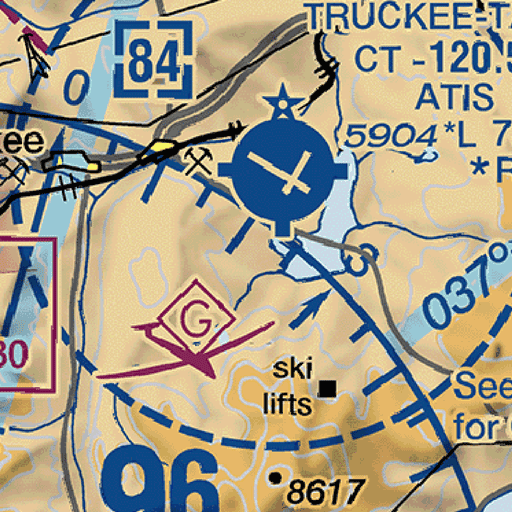 TRUCKEE-TA
CT -120.5
ATIS
5904 *L 7
*R
84
0
kee
C
037°
G
30
ski
lifts
See
for
96
8617